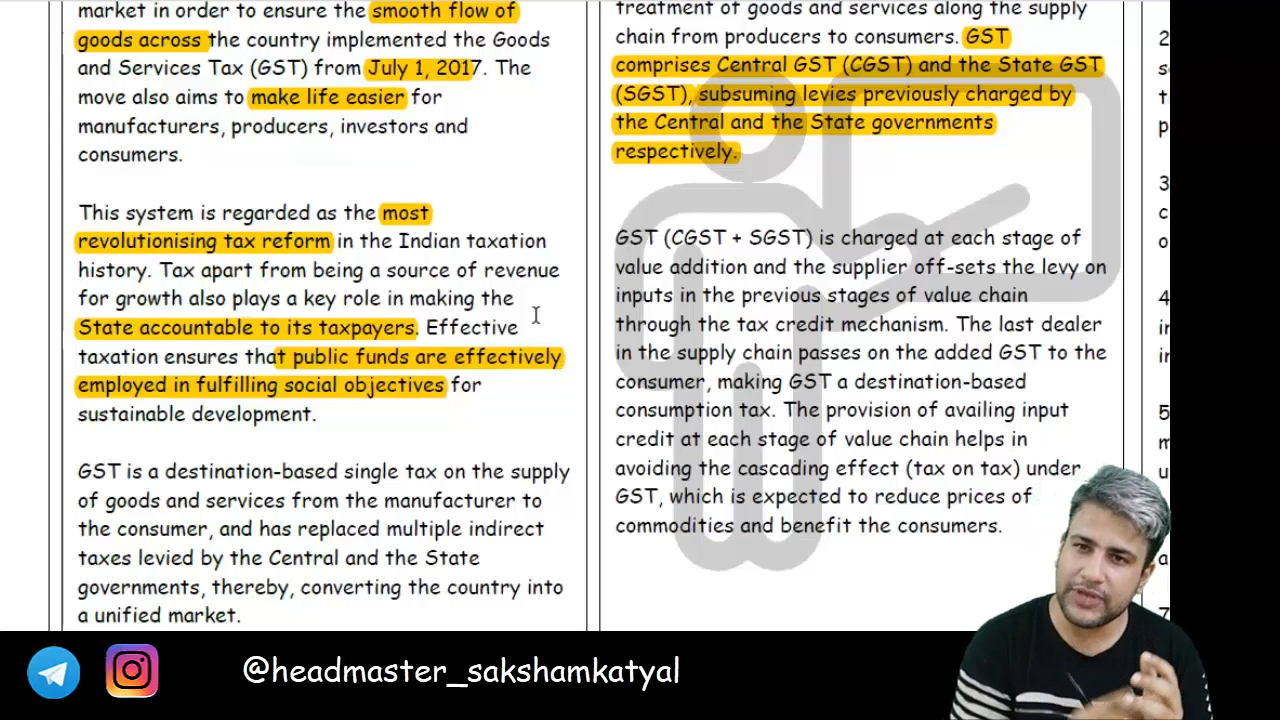 market in order to ensure the smooth flow of
goods across the country implemented the Goods
and Services Tax (GST) from July 1, 2017. The
move also aims to make life easier for
manufacturers, producers, investors and
consumers.
This system is regarded as the most
revolutionising tax reform in the Indian taxation
history. Tax apart from being a source of revenue
for growth also plays a key role in making the
State accountable to its taxpayers. Effective
taxation ensures that public funds are effectively
employed in fulfilling social objectives for
sustainable development.
GST is a destination-based single tax on the supply
of goods and services from the manufacturer to
the consumer, and has replaced multiple indirect
taxes levied by the Central and the State
governments, thereby, converting the country into
a unified market.
treatment of goods and services along the supply
chain from producers to consumers. GST
comprises Central GST (CGST) and the State GST
(SGST), subsuming levies previously charged by
the Central and the State governments
respectively.
GST (CGST + SGST) is charged at each stage of
value addition and the supplier off-sets the levy on
inputs in the previous stages of value chain
through the tax credit mechanism. The last dealer
in the supply chain passes on the added GST to the
consumer, making GST a destination-based
consumption tax. The provision of availing input
credit at each stage of value chain helps in
avoiding the cascading effect (tax on tax) under
GST, which is expected to reduce prices of
commodities and benefit the consumers.
2
3
4
5
7
@headmaster_sakshamkatyal